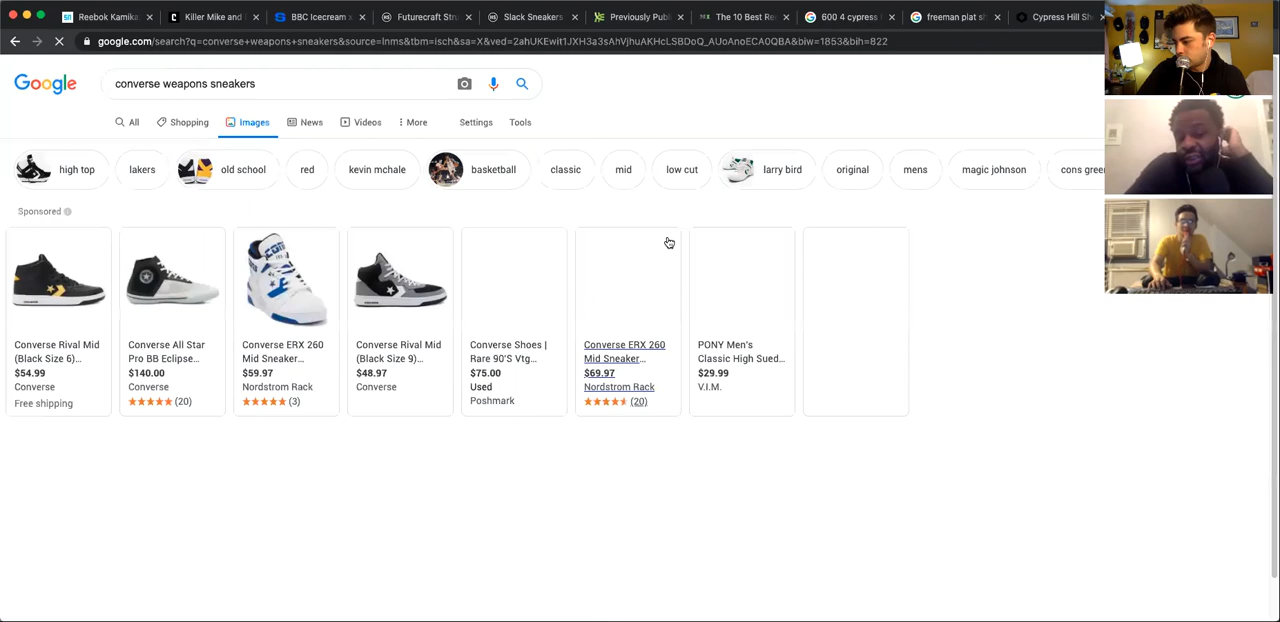 Reebok Kamika
Killer Mike and
BBC Icecream x
Futurecraft Stru
Slack Sneakers
Previously Publ
The 10 Best Re
600 4 cypress
freeman plat sh
Cypress Hill Sh
google.com/search?q=converse+weapons+sneakers&source=lnms&tbm=isch&sa=X&ved=2ahUKEwit1JXH3a3sAhVjhuAKHcLSBDoQ_AUoAnoECA0QBA&biw=1853&bih=822
Google
converse weapons sneakers
All
Shopping
Images
News
Videos
More
Settings
Tools
high top
lakers
old school
red
kevin mchale
basketball
classic
mid
low cut
larry bird
original
mens
magic johnson
cons gree
Sponsored
Converse Rival Mid
(Black Size 6)…
$54.99
Converse
Free shipping
Converse All Star
Pro BB Eclipse…
$140.00
Converse
(20)
Converse ERX 260
Mid Sneaker…
$59.97
Nordstrom Rack
(3)
Converse Rival Mid
(Black Size 9)…
$48.97
Converse
Converse Shoes |
Rare 90'S Vtg…
$75.00
Used
Poshmark
Converse ERX 260
Mid Sneaker…
$69.97
Nordstrom Rack
(20)
PONY Men's
Classic High Sued…
$29.99
V.I.M.